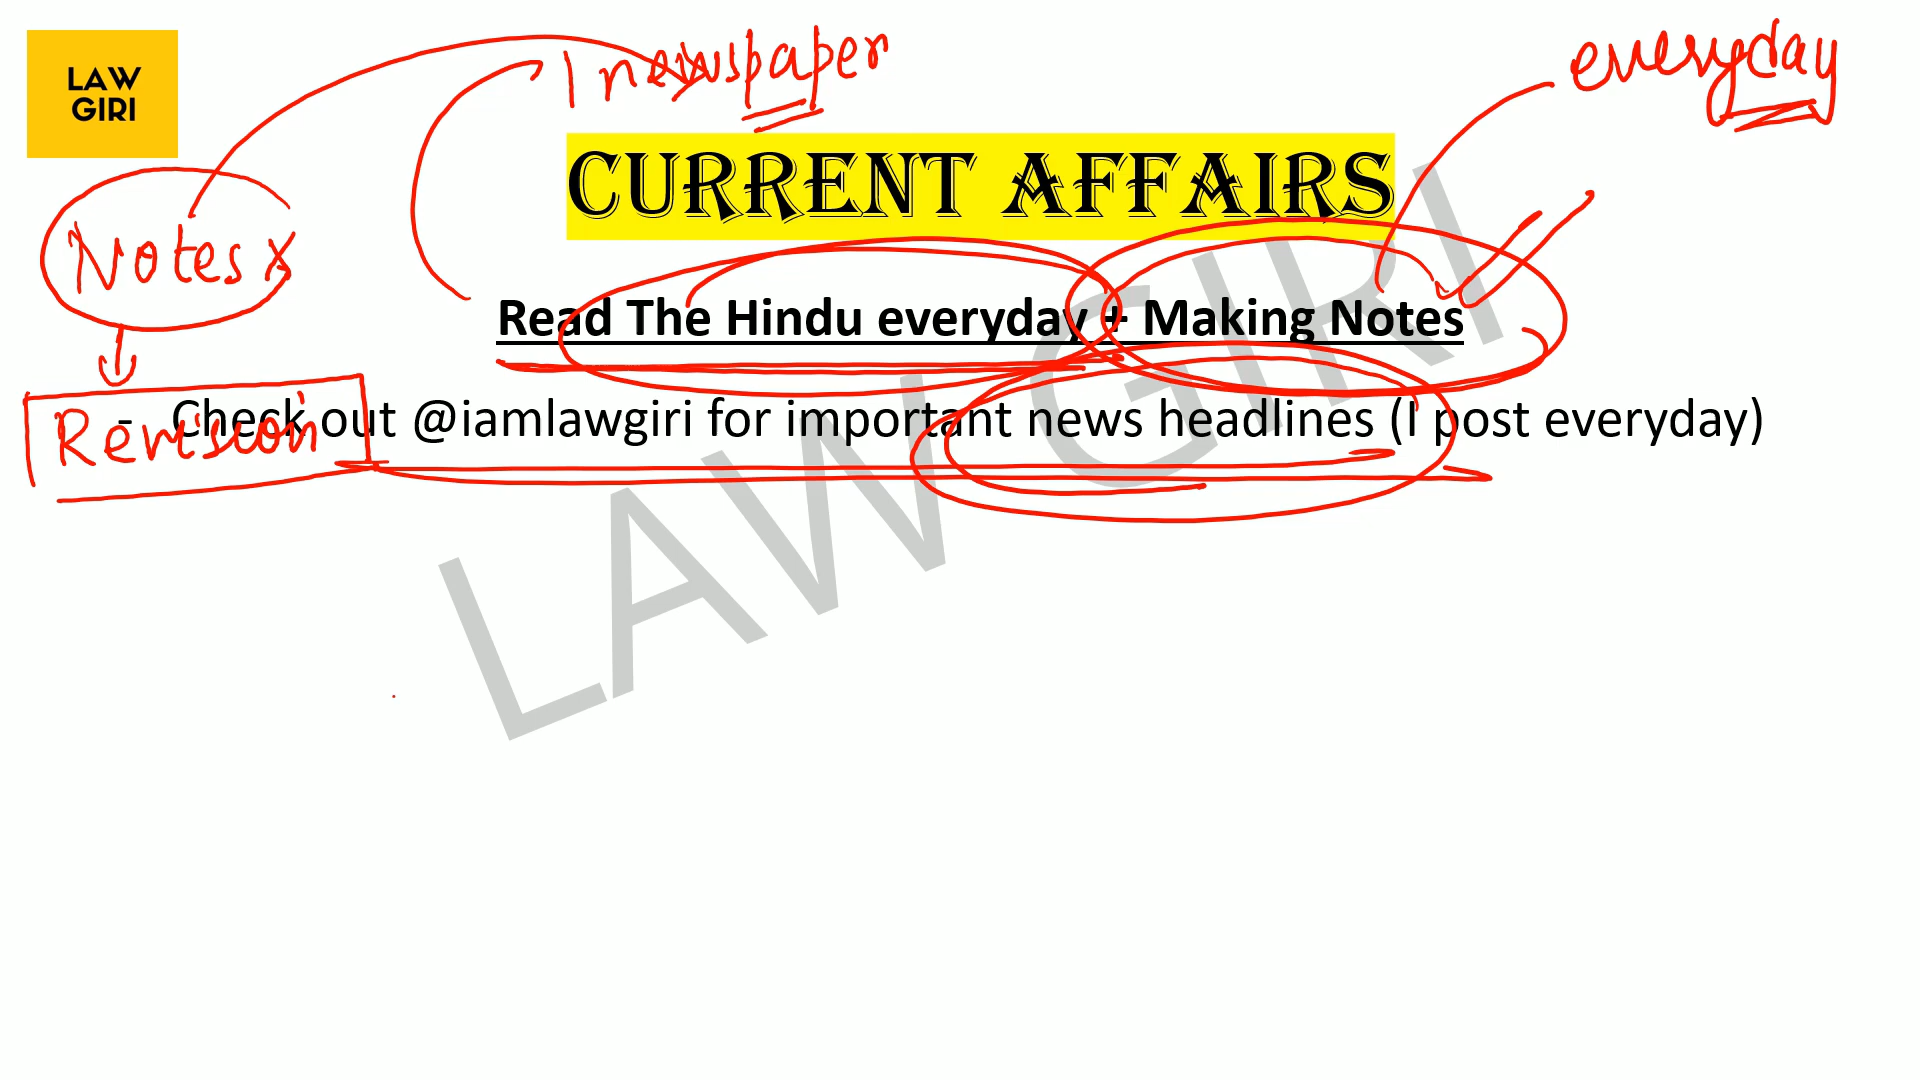 LAW
GIRI
1 newspaper
everyday
CURRENT AFFAIRS
Notes x
Read The Hindu everyday + Making Notes
Revision
- Check out @iamlawgiri for important news headlines (I post everyday)
LAW GIRI